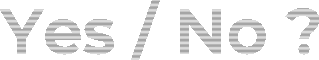 Yes / No ?